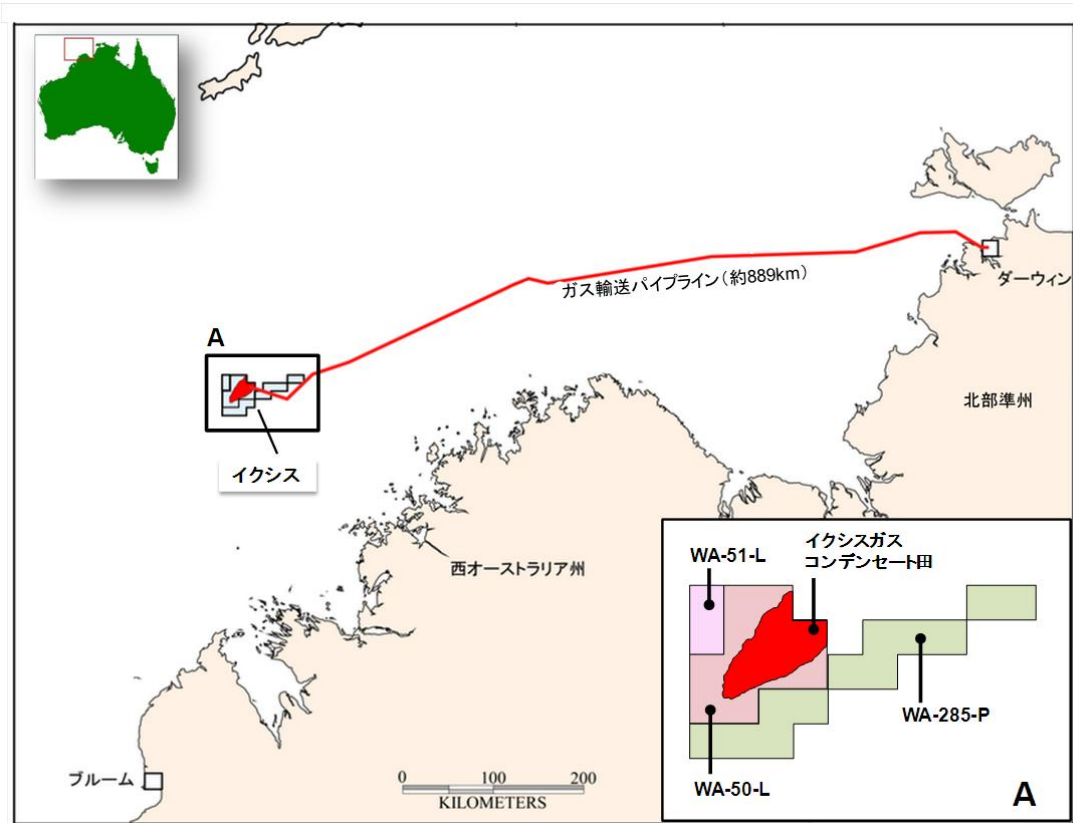 ガス輸送パイプライン(約889km)
ダーウィン
A
北部準州
イクシス
西オーストラリア州
ブルーム
0 100 200
KILOMETERS
WA-51-L
イクシスガス
コンデンセート田
WA-285-P
WA-50-L
A